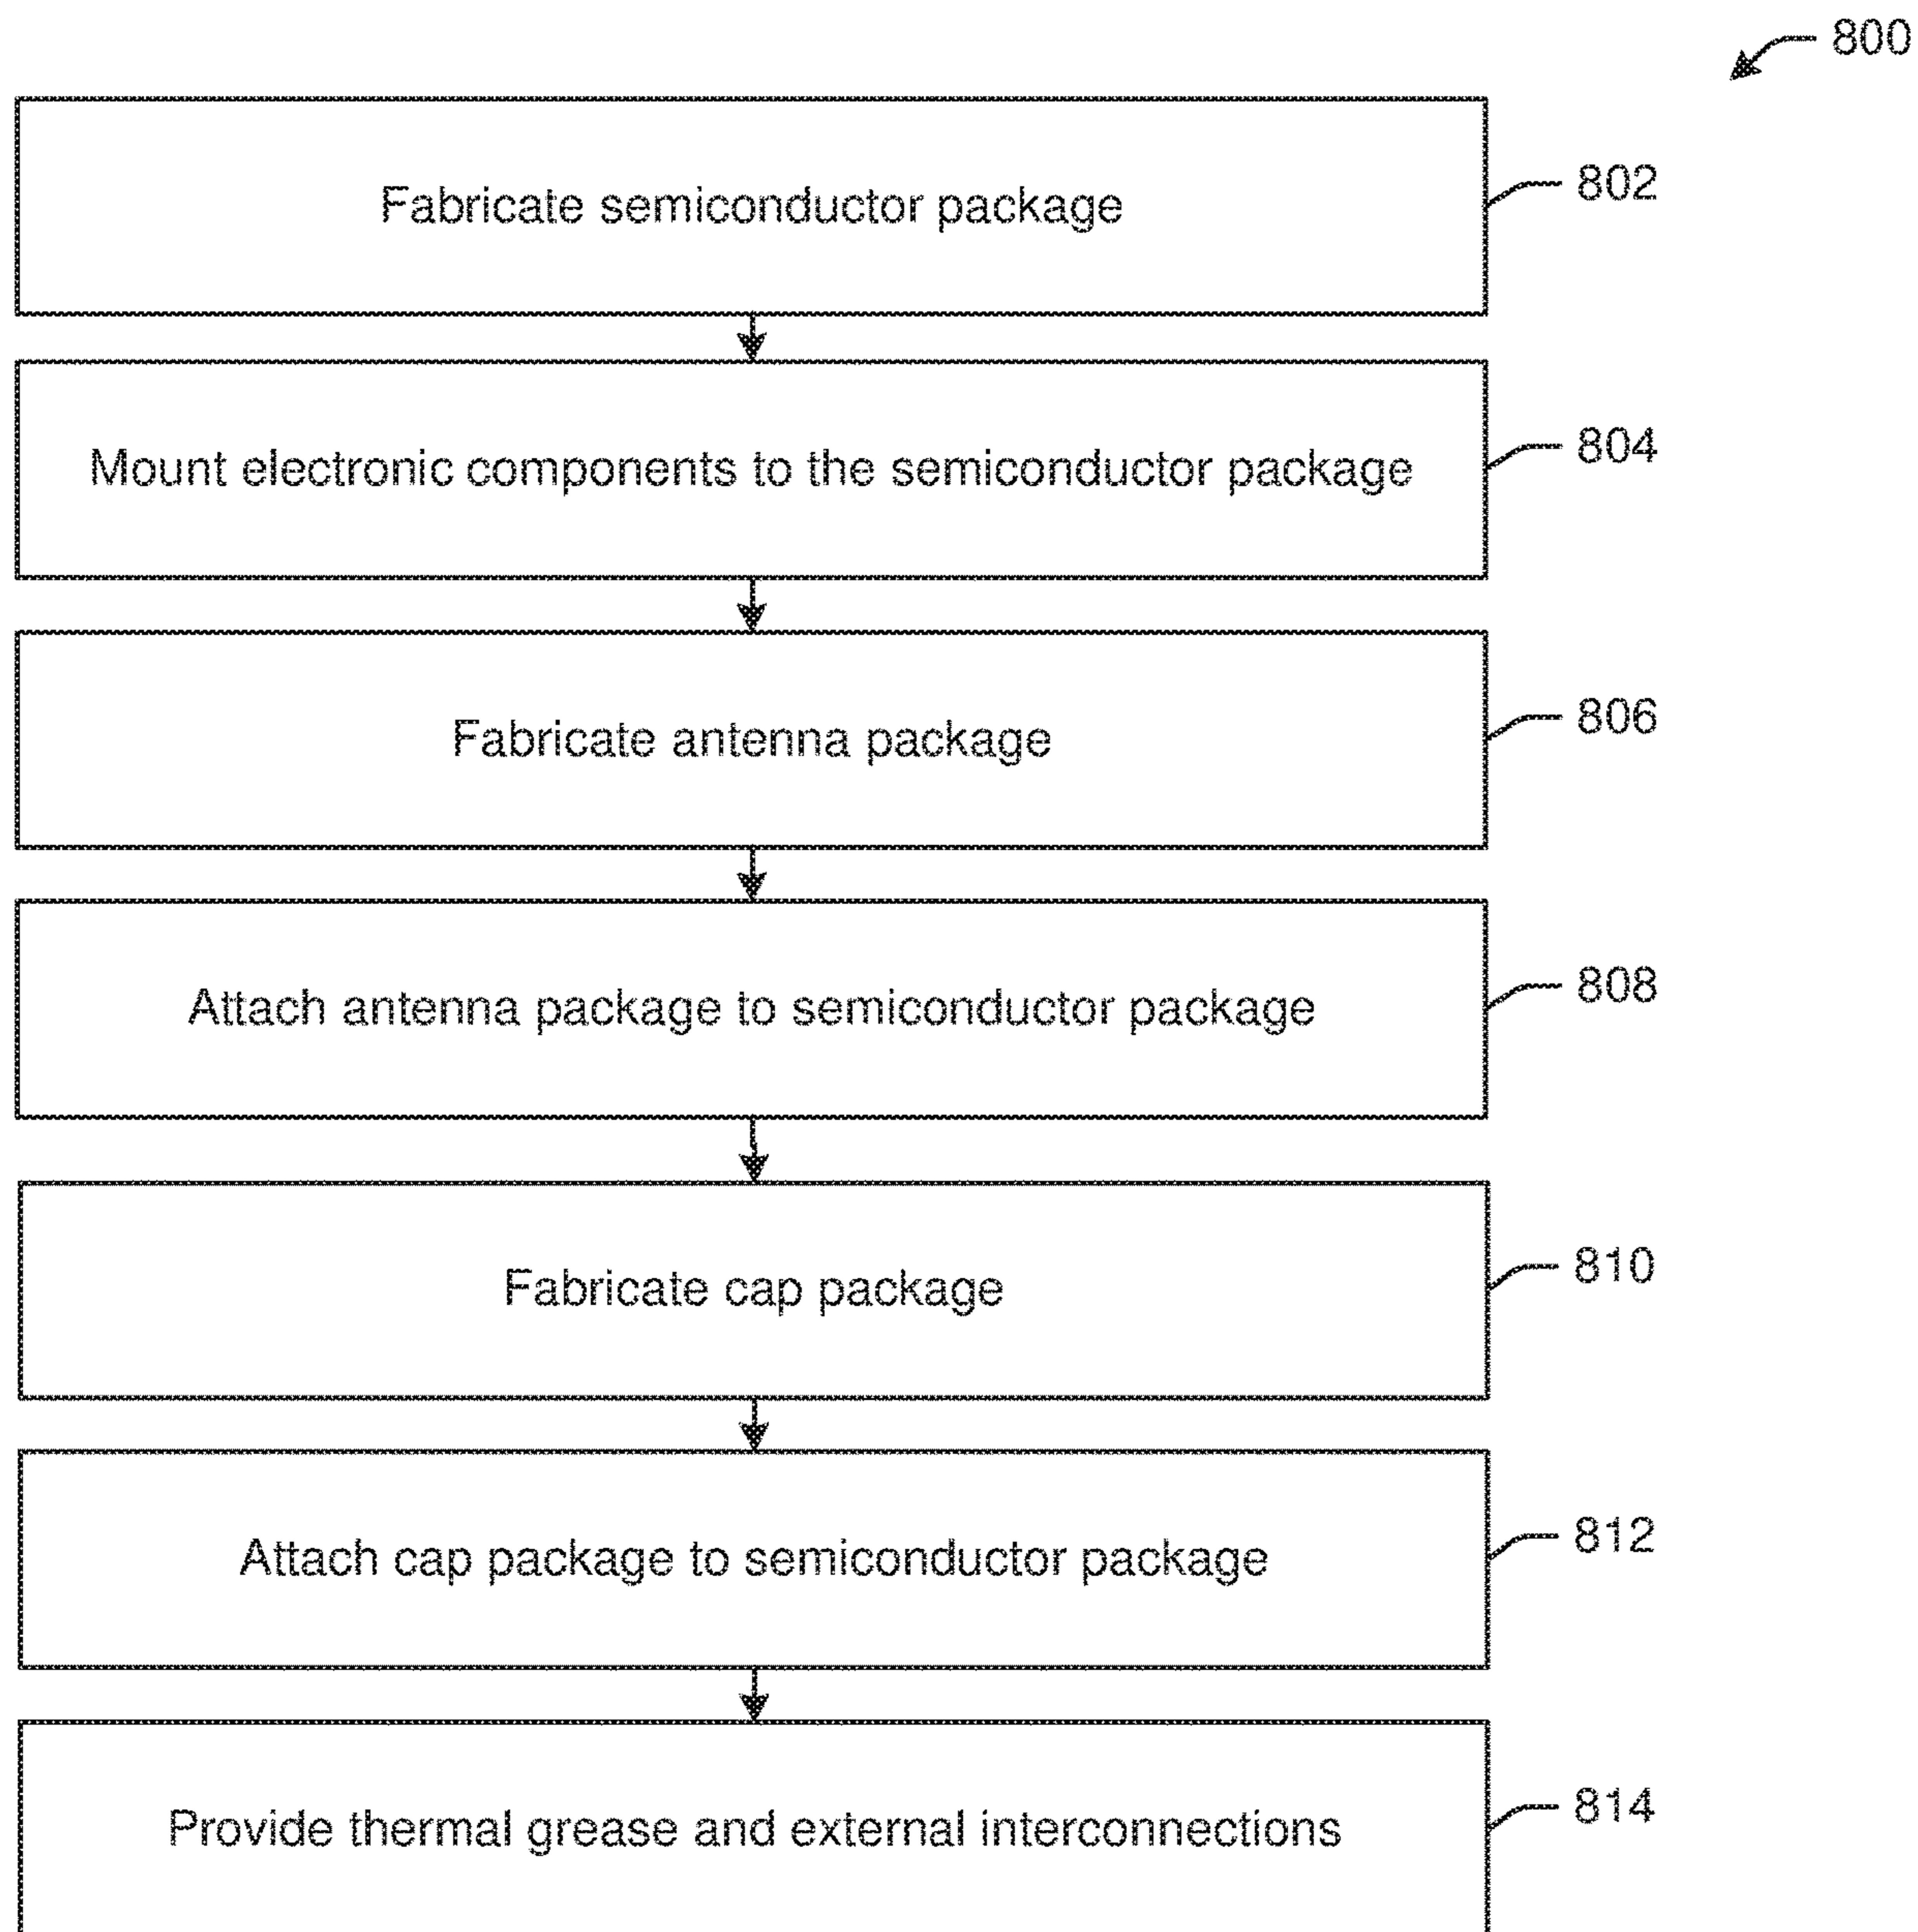 800
Fabricate semiconductor package
802
Mount electronic components to the semiconductor package
804
Fabricate antenna package
806
Attach antenna package to semiconductor package
808
Fabricate cap package
810
Attach cap package to semiconductor package
812
Provide thermal grease and external interconnections
814